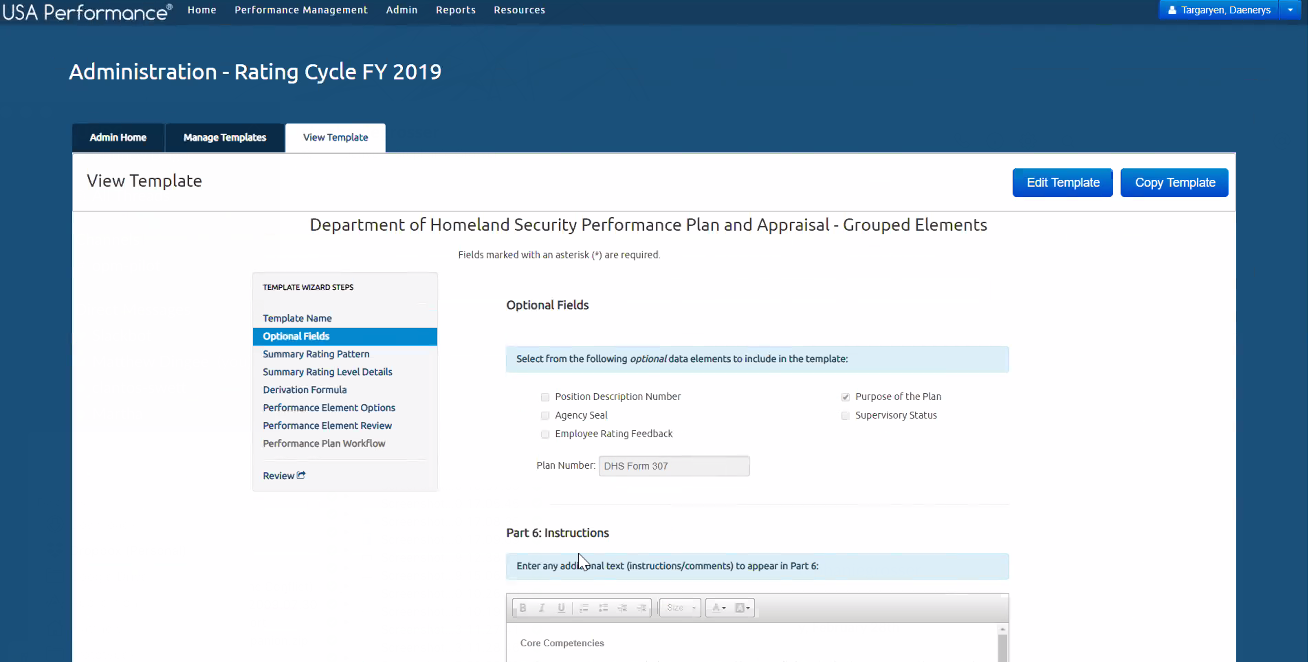 USA Performance®
Home Performance Management Admin Reports Resources
Targaryen, Daenerys
Administration - Rating Cycle FY 2019
Admin Home Manage Templates View Template
View Template
Edit Template Copy Template
Department of Homeland Security Performance Plan and Appraisal - Grouped Elements
Fields marked with an asterisk (*) are required.
TEMPLATE WIZARD STEPS
Template Name
Optional Fields
Summary Rating Pattern
Summary Rating Level Details
Derivation Formula
Performance Element Options
Performance Element Review
Performance Plan Workflow
Review
Optional Fields
Select from the following optional data elements to include in the template:
Position Description Number Purpose of the Plan
Agency Seal Supervisory Status
Employee Rating Feedback
Plan Number: DHS Form 307
Part 6: Instructions
Enter any additional text (instructions/comments) to appear in Part 6:
B I U Size A A
Core Competencies